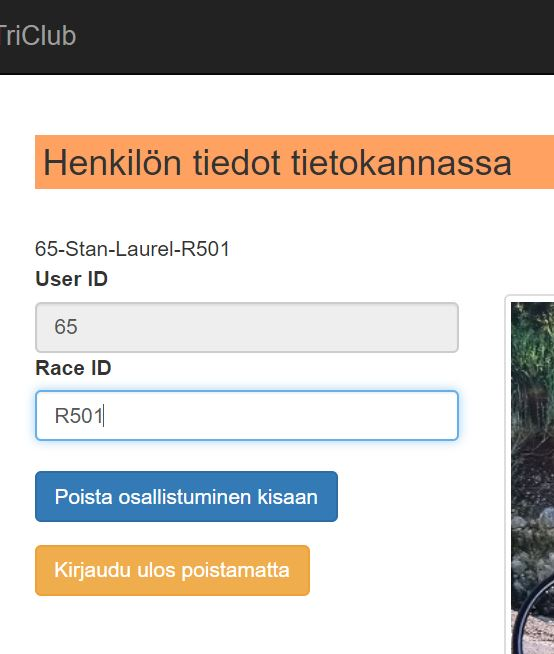 TriClub
Henkilön tiedot tietokannassa
65-Stan-Laurel-R501
User ID
65
Race ID
R501
Poista osallistuminen kisaan
Kirjaudu ulos poistamatta